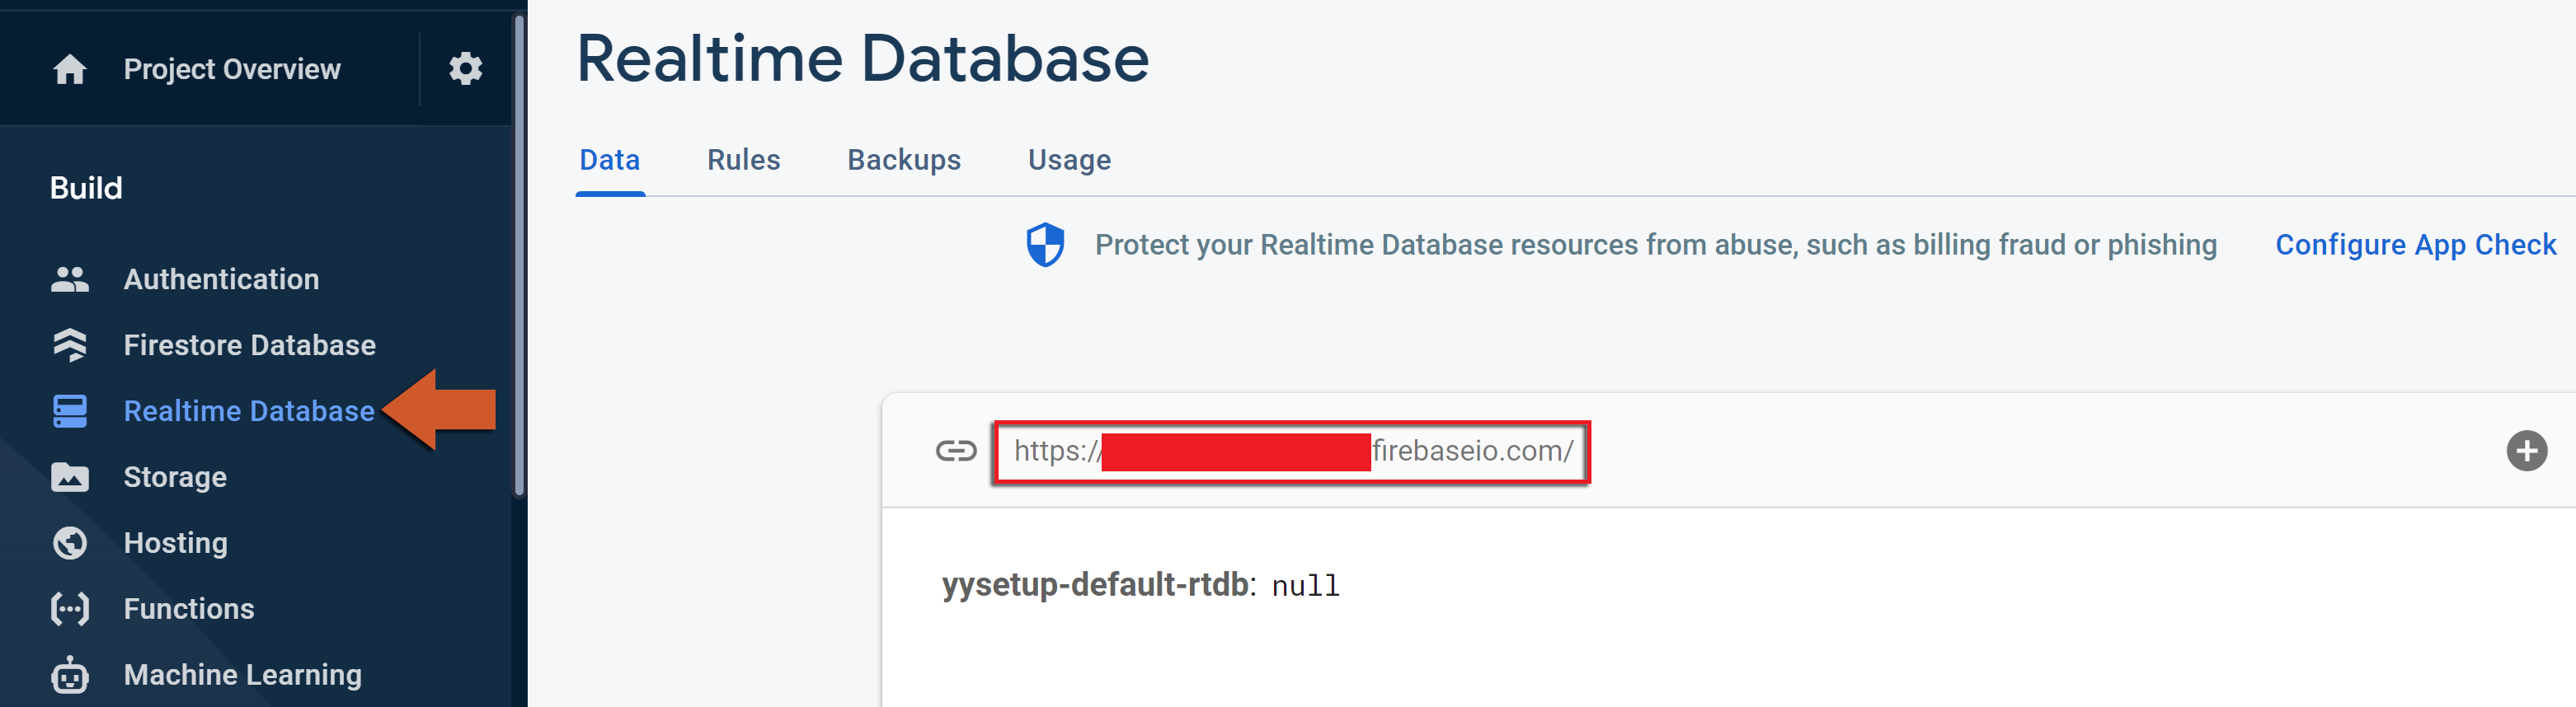 Project Overview
Build
Authentication
Firestore Database
Realtime Database
Storage
Hosting
Functions
Machine Learning
Realtime Database
Data Rules Backups Usage
Protect your Realtime Database resources from abuse, such as billing fraud or phishing Configure App Check
https:// firebaseio.com/
yysetup-default-rtdb: null